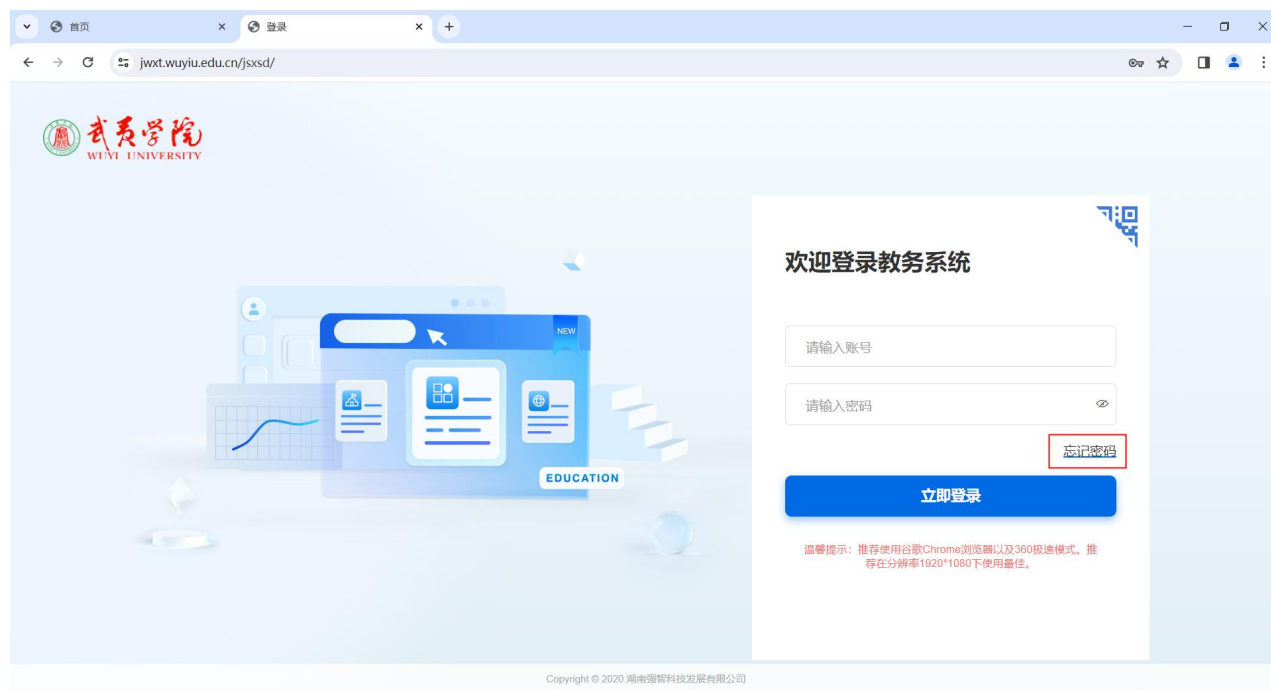 首页
登录
jwxt.wuyiu.edu.cn/jsxsd/
武夷学院
WUYI UNIVERSITY
欢迎登录教务系统
请输入账号
请输入密码
忘记密码
立即登录
温馨提示：推荐使用谷歌Chrome浏览器以及360极速模式。推
荐在分辨率1920*1080下使用最佳。
NEW
EDUCATION
Copyright © 2020.湖南强智科技发展有限公司